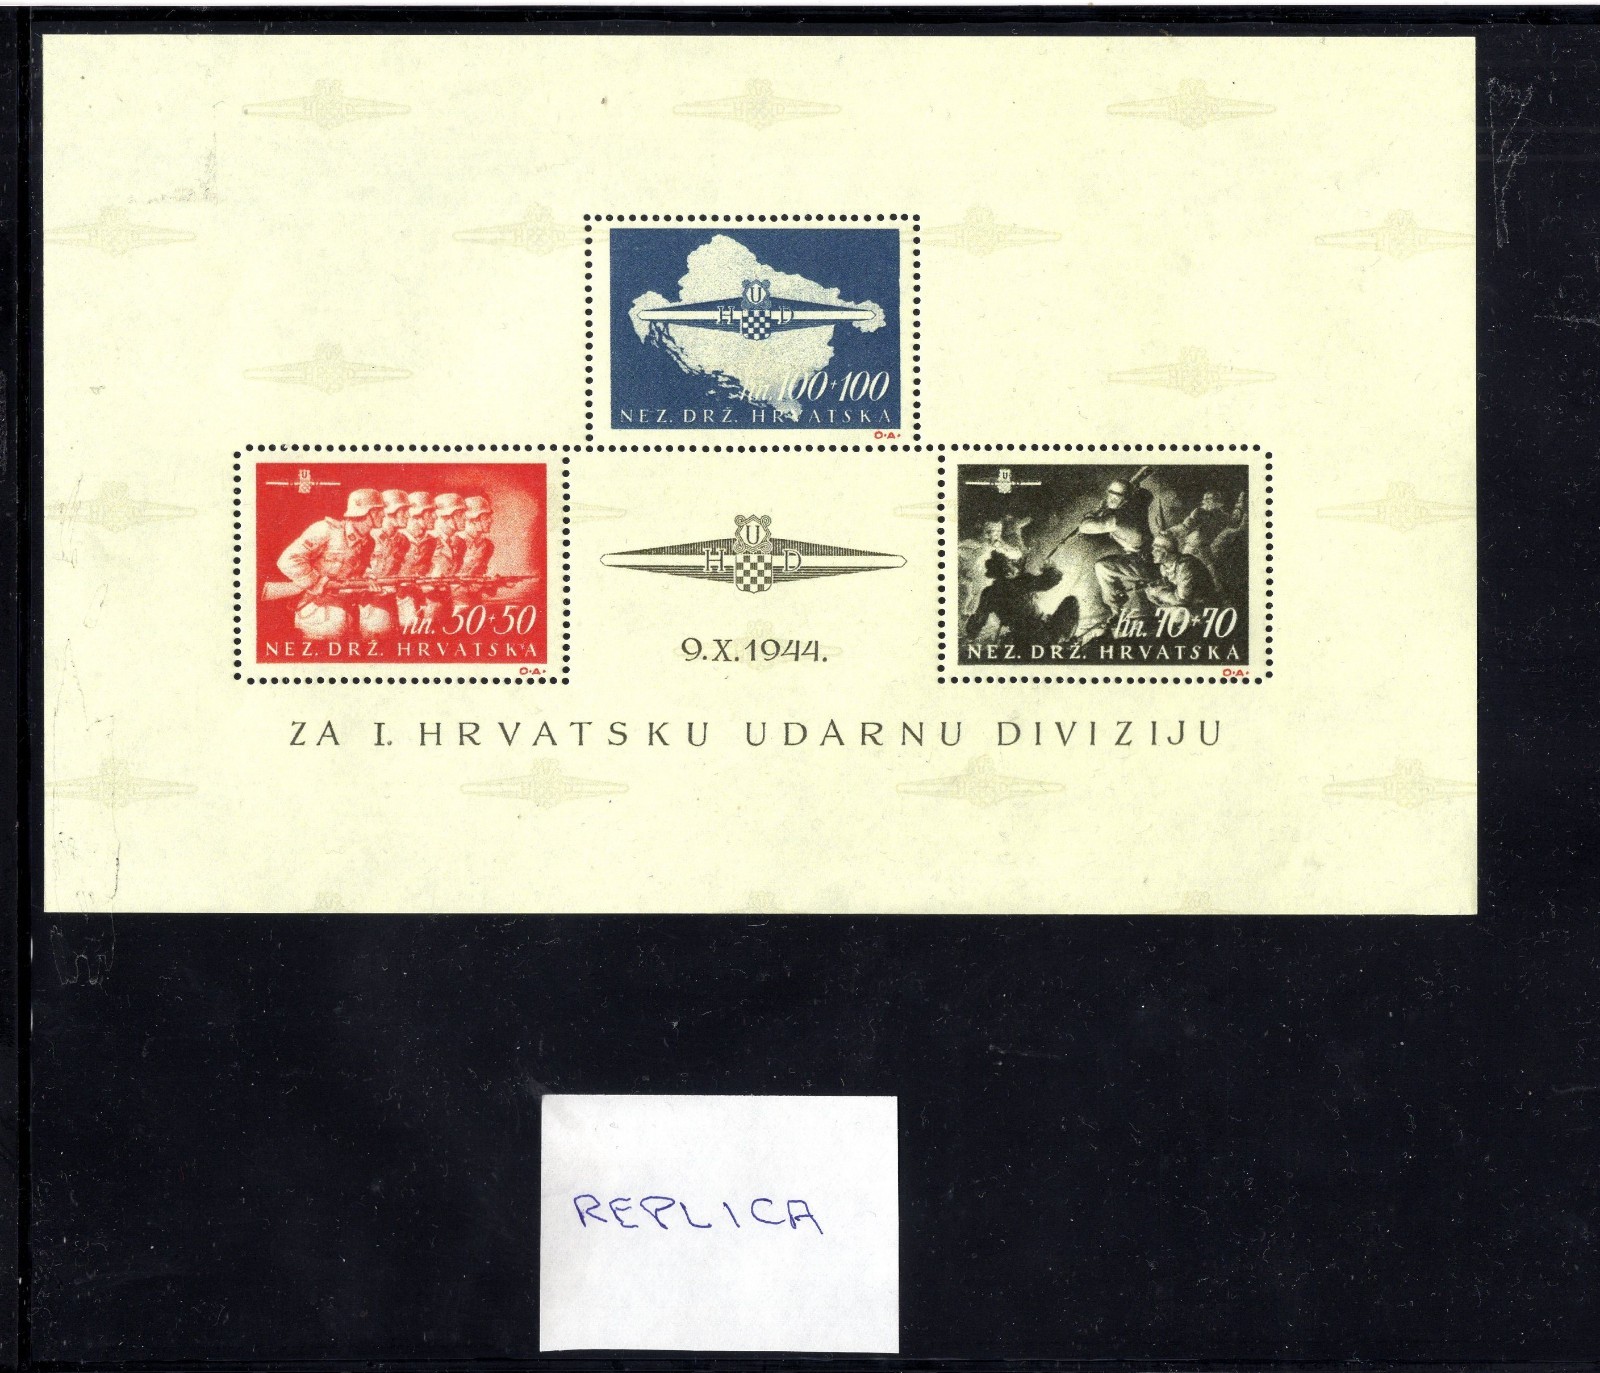 U
H D
kn. 100+100
NEZ. DRŽ. HRVATSKA
O.A.
U
kn. 50+50
NEZ. DRŽ. HRVATSKA
O.A.
U
H D
9.X.1944.
U
kn. 70+70
NEZ. DRŽ. HRVATSKA
O.A.
ZA I. HRVATSKU UDARNU DIVIZIJU
REPLICA